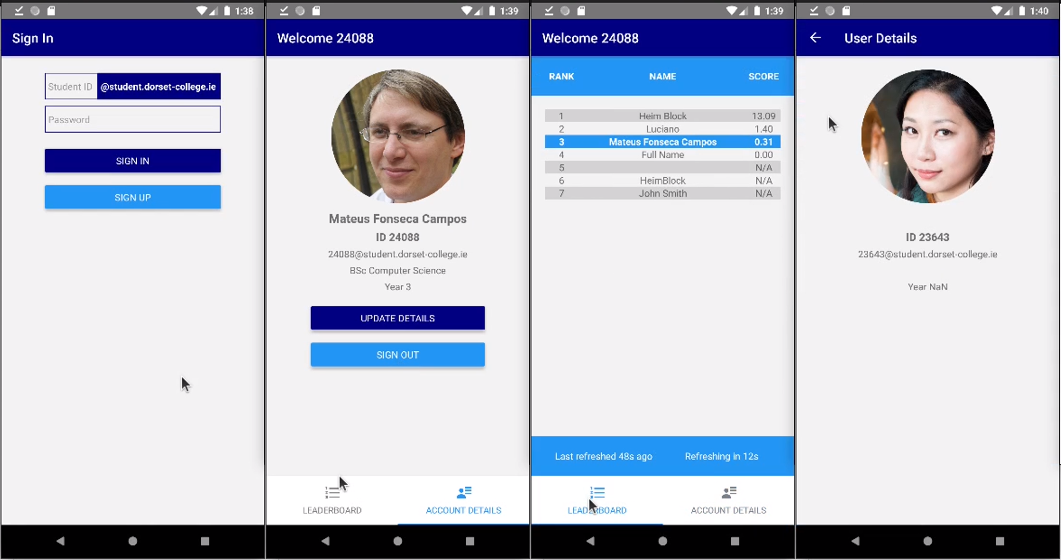 1:38
Sign In
Student ID @student.dorset-college.ie
Password
SIGN IN
SIGN UP
1:39
Welcome 24088
Mateus Fonseca Campos
ID 24088
24088@student.dorset-college.ie
BSc Computer Science
Year 3
UPDATE DETAILS
SIGN OUT
LEADERBOARD ACCOUNT DETAILS
1:39
Welcome 24088
RANK NAME SCORE
1 Heim Block 13.09
2 Luciano 1.40
3 Mateus Fonseca Campos 0.31
4 Full Name 0.00
5 N/A
6 HeimBlock N/A
7 John Smith N/A
Last refreshed 48s ago Refreshing in 12s
LEADERBOARD ACCOUNT DETAILS
1:40
User Details
ID 23643
23643@student.dorset-college.ie
Year NaN